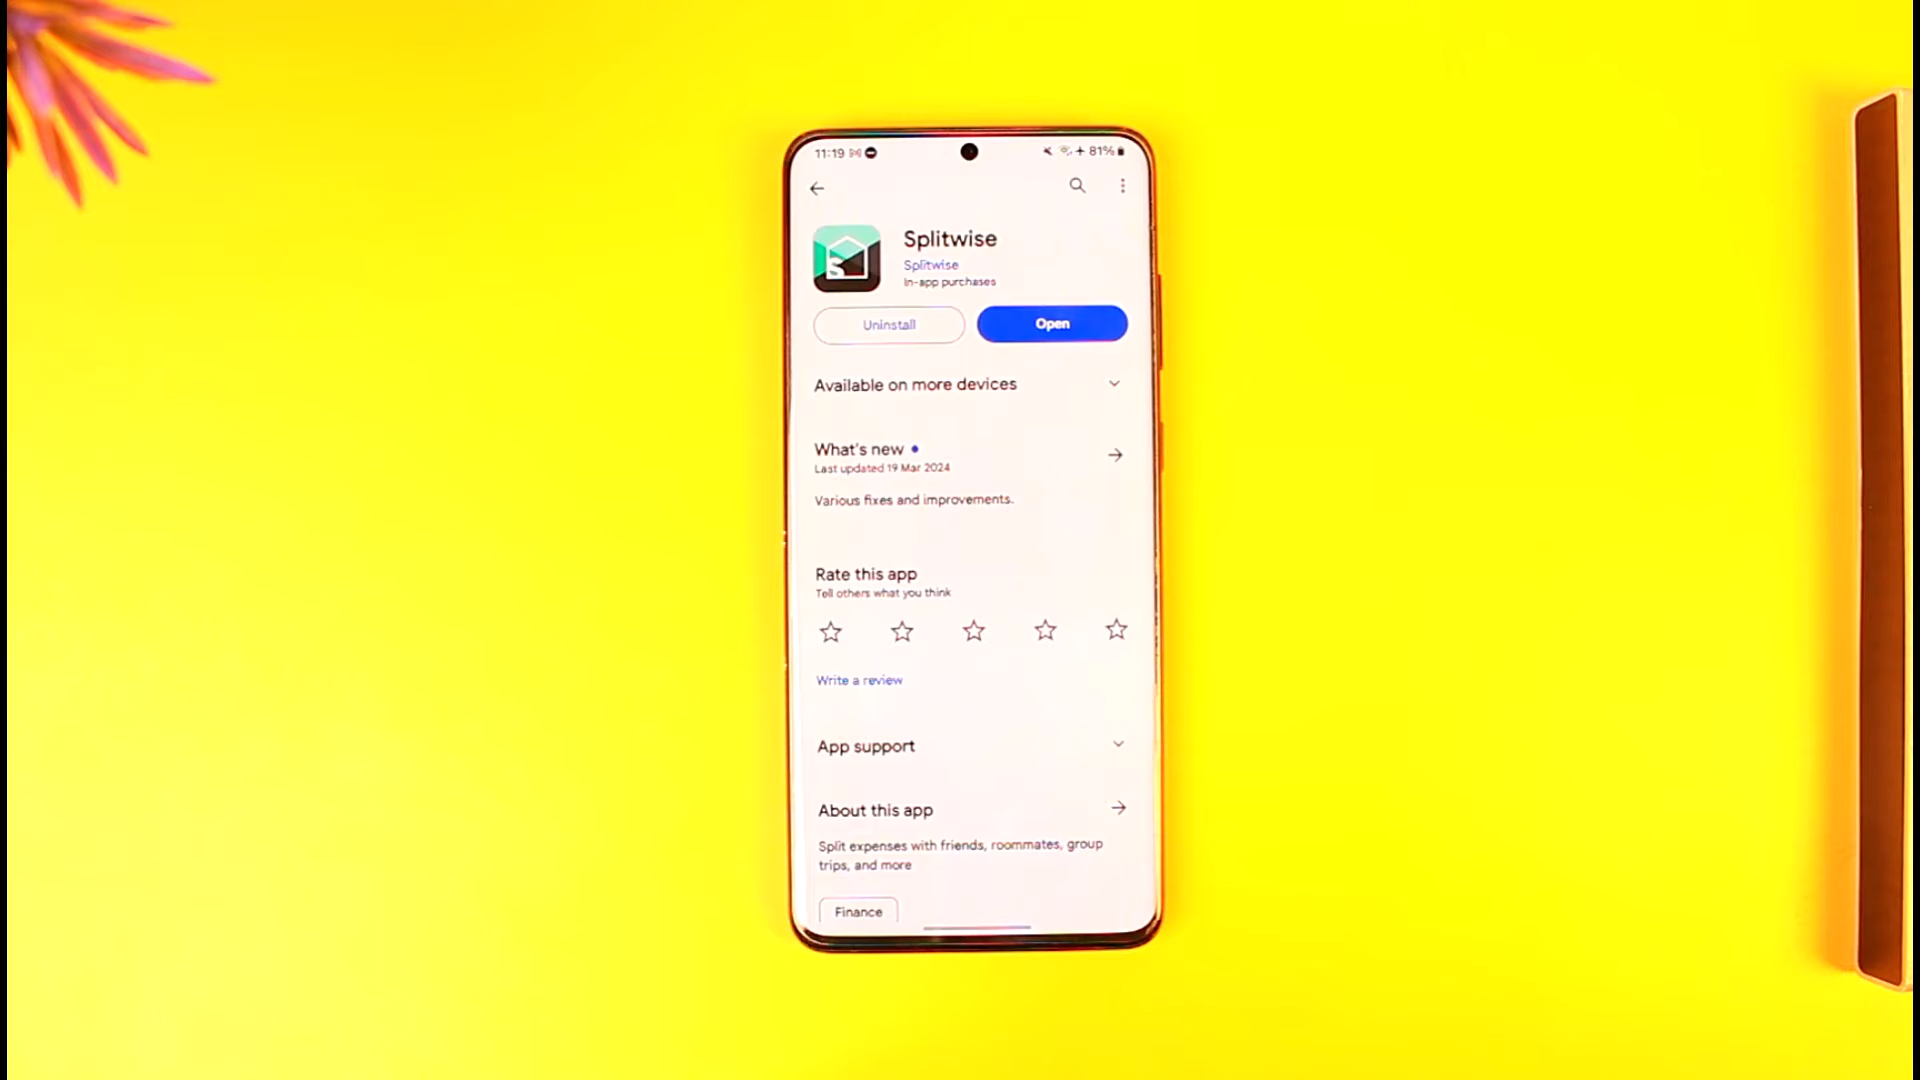 11:19
81%
Splitwise
Splitwise
In-app purchases
Uninstall
Open
Available on more devices
What's new
Last updated 19 Mar 2024
Various fixes and improvements.
Rate this app
Tell others what you think
Write a review
App support
About this app
Split expenses with friends, roommates, group
trips, and more
Finance